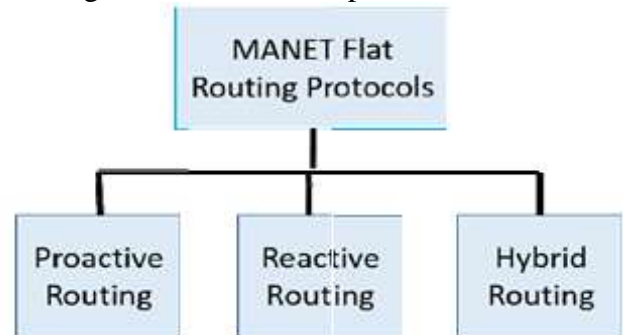 MANET Flat
Routing Protocols
Proactive
Routing
Reactive
Routing
Hybrid
Routing